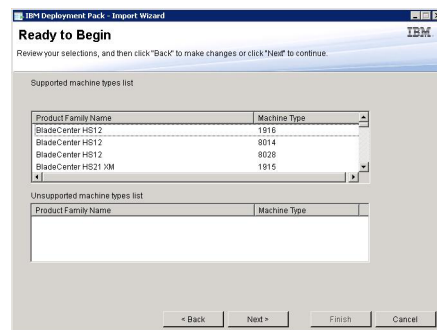 IBM Deployment Pack - Import Wizard
Ready to Begin
IBM
Review your selections, and then click "Back" to make changes or click "Next" to continue.
Supported machine types list
Product Family Name Machine Type
BladeCenter HS12 1916
BladeCenter HS12 8014
BladeCenter HS12 8028
BladeCenter HS21 XM 1915
Unsupported machine types list
Product Family Name Machine Type
< Back Next > Finish Cancel